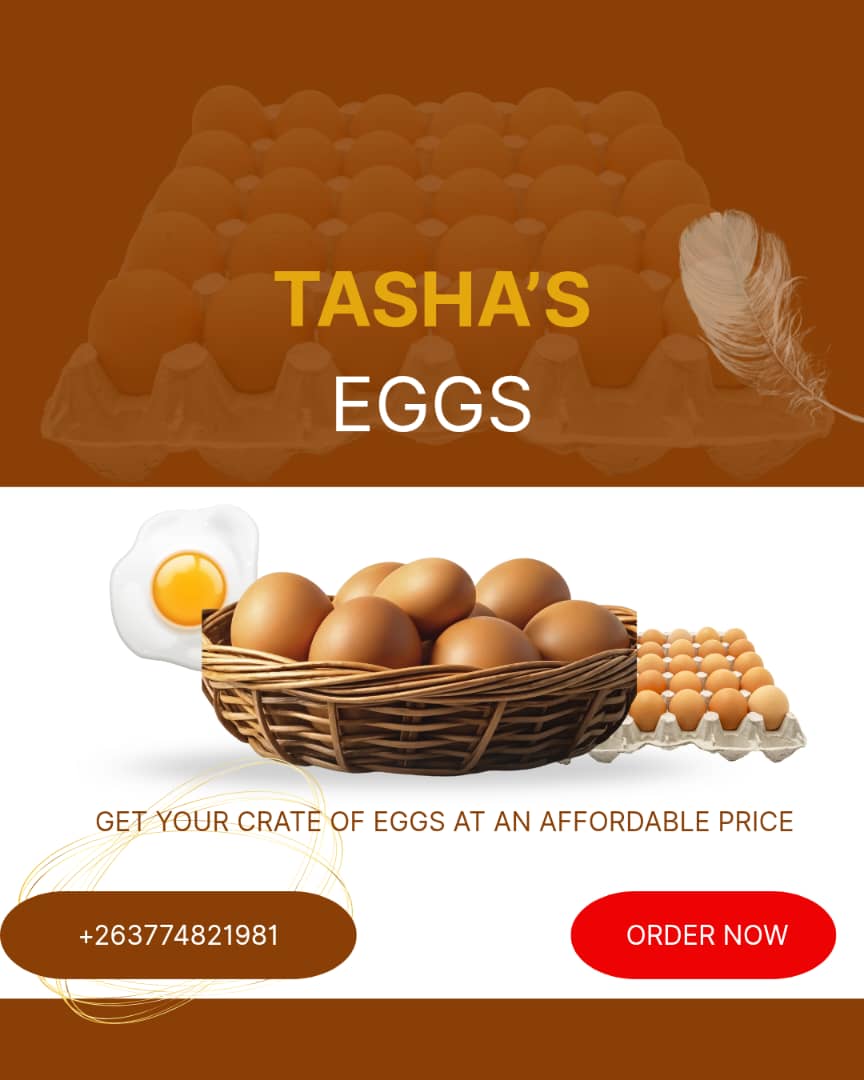 TASHA’S
EGGS
GET YOUR CRATE OF EGGS AT AN AFFORDABLE PRICE
+263774821981
ORDER NOW